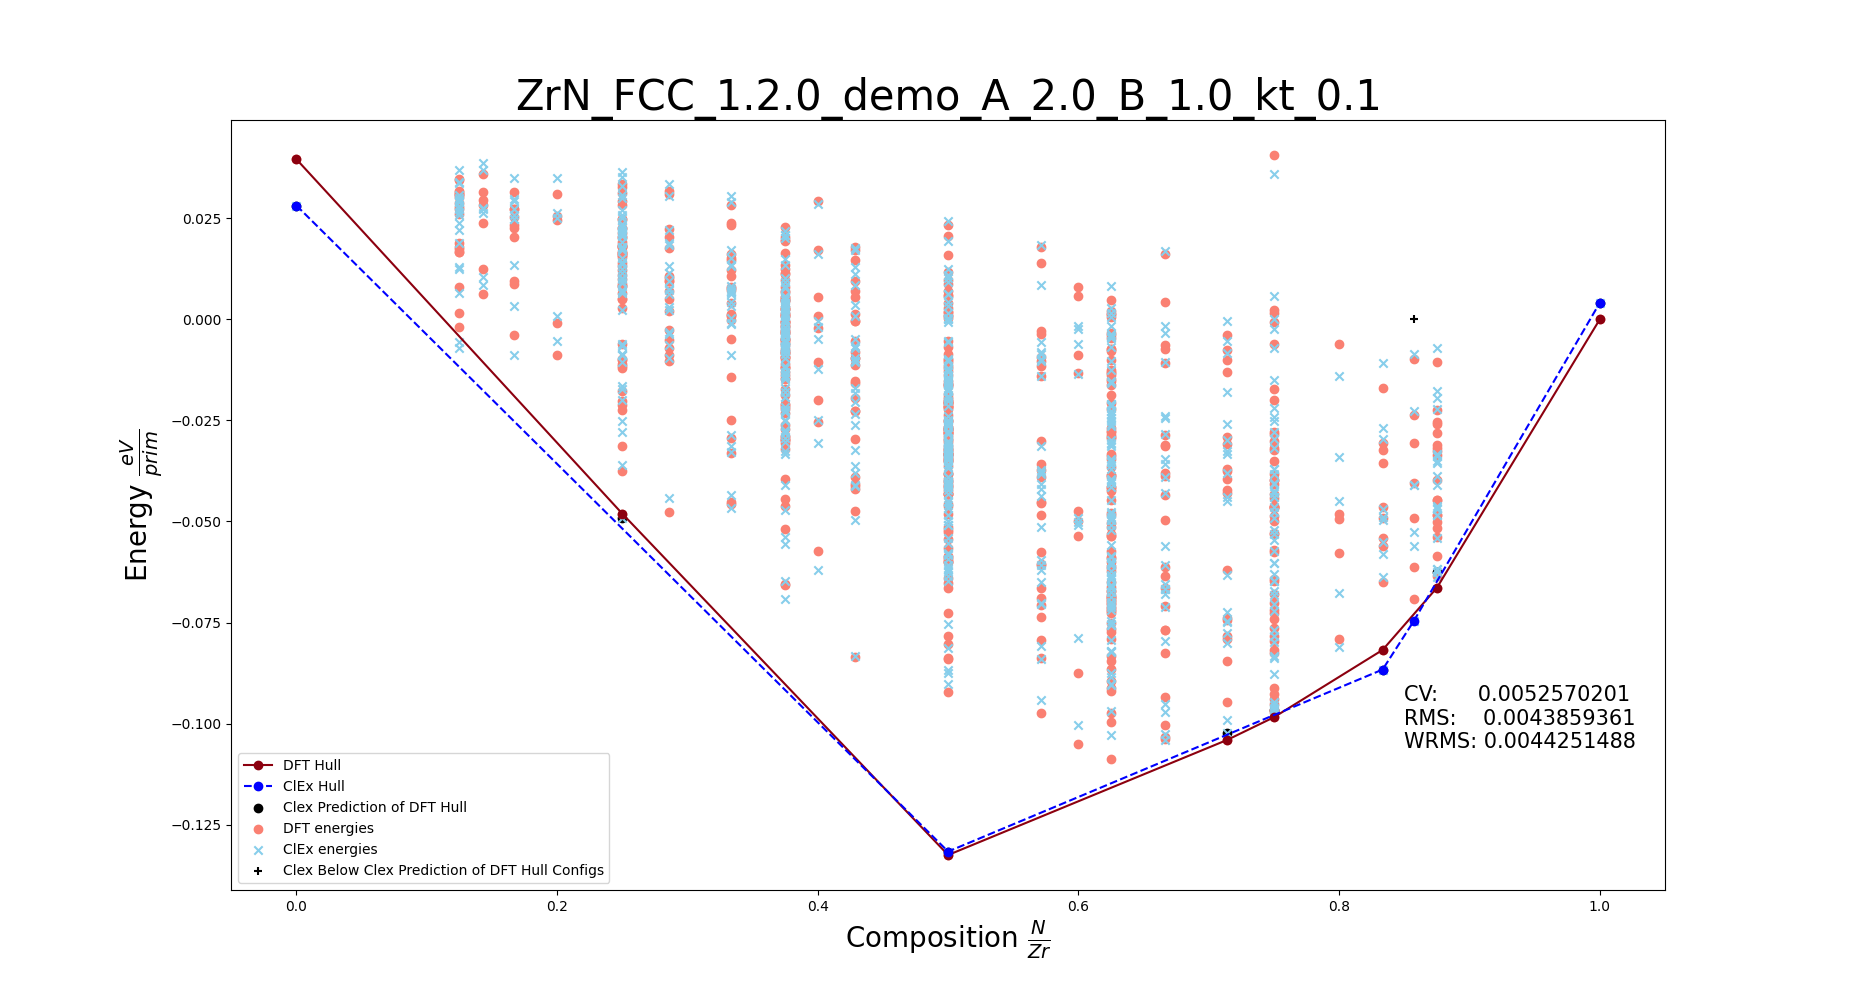 ZrN_FCC_1.2.0_demo_A_2.0_B_1.0_kt_0.1
Energy eV/prim
0.025
0.000
−0.025
−0.050
−0.075
−0.100
−0.125
CV: 0.0052570201
RMS: 0.0043859361
WRMS: 0.0044251488
DFT Hull
ClEx Hull
Clex Prediction of DFT Hull
DFT energies
ClEx energies
Clex Below Clex Prediction of DFT Hull Configs
0.0 0.2 0.4 0.6 0.8 1.0
Composition N/Zr